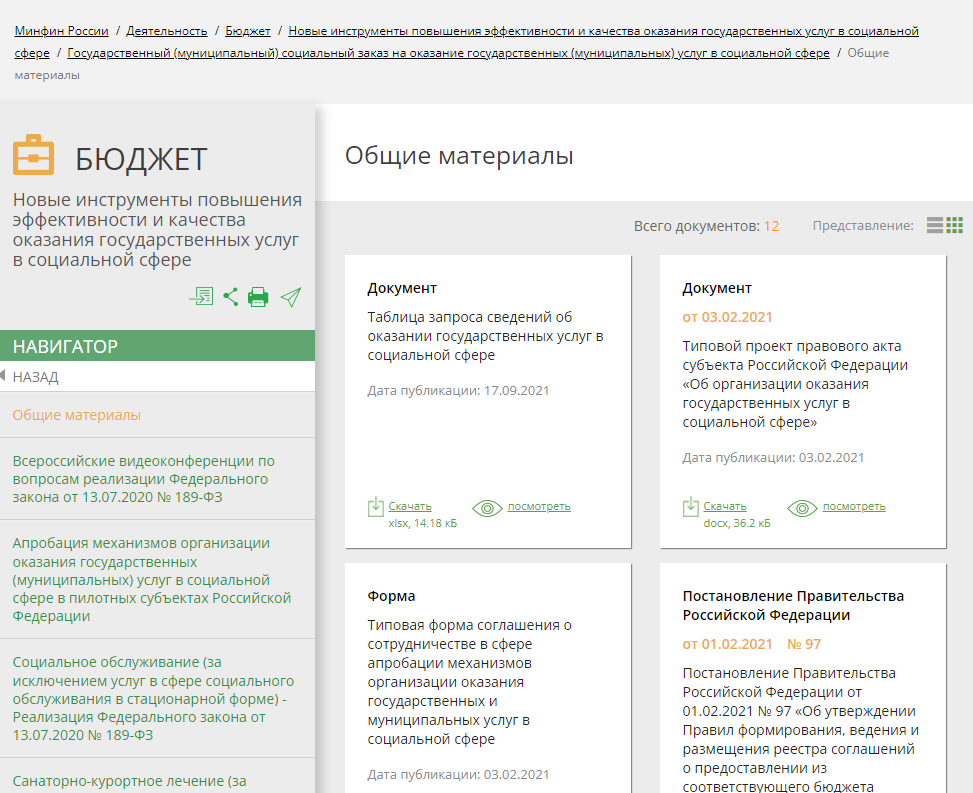 Минфин России / Деятельность / Бюджет / Новые инструменты повышения эффективности и качества оказания государственных услуг в социальной
сфере / Государственный (муниципальный) социальный заказ на оказание государственных (муниципальных) услуг в социальной сфере / Общие
материалы
БЮДЖЕТ
Новые инструменты повышения
эффективности и качества
оказания государственных услуг
в социальной сфере
НАВИГАТОР
НАЗАД
Общие материалы
Всероссийские видеоконференции по
вопросам реализации Федерального
закона от 13.07.2020 № 189-ФЗ
Апробация механизмов организации
оказания государственных
(муниципальных) услуг в социальной
сфере в пилотных субъектах Российской
Федерации
Социальное обслуживание (за
исключением услуг в сфере социального
обслуживания в стационарной форме) -
Реализация Федерального закона от
13.07.2020 № 189-ФЗ
Санаторно-курортное лечение (за
Общие материалы
Всего документов: 12 Представление:
Документ
Таблица запроса сведений об
оказании государственных услуг в
социальной сфере
Дата публикации: 17.09.2021
Скачать посмотреть
xlsx, 14.18 кБ
Документ
от 03.02.2021
Типовой проект правового акта
субъекта Российской Федерации
«Об организации оказания
государственных услуг в
социальной сфере»
Дата публикации: 03.02.2021
Скачать посмотреть
docx, 36.2 кБ
Форма
Типовая форма соглашения о
сотрудничестве в сфере
апробации механизмов
организации оказания
государственных и
муниципальных услуг в
социальной сфере
Дата публикации: 03.02.2021
Постановление Правительства
Российской Федерации
от 01.02.2021 № 97
Постановление Правительства
Российской Федерации от
01.02.2021 № 97 «Об утверждении
Правил формирования, ведения и
размещения реестра соглашений
о предоставлении из
соответствующего бюджета